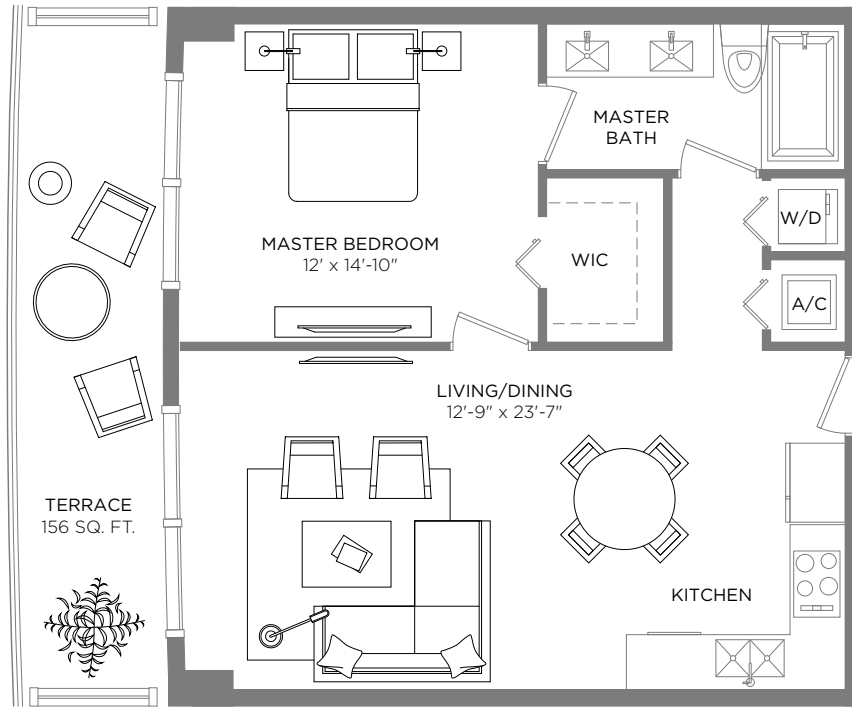 MASTER
BATH
W/D
MASTER BEDROOM
12' x 14'-10"
WIC
A/C
LIVING/DINING
12'-9" x 23'-7"
TERRACE
156 SQ. FT.
KITCHEN